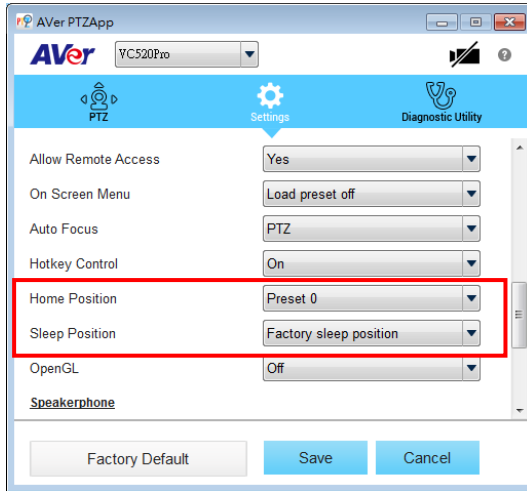 AVer PTZApp
AVer VC520Pro
PTZ Settings Diagnostic Utility
Allow Remote Access Yes
On Screen Menu Load preset off
Auto Focus PTZ
Hotkey Control On
Home Position Preset 0
Sleep Position Factory sleep position
OpenGL Off
Speakerphone
Factory Default Save Cancel